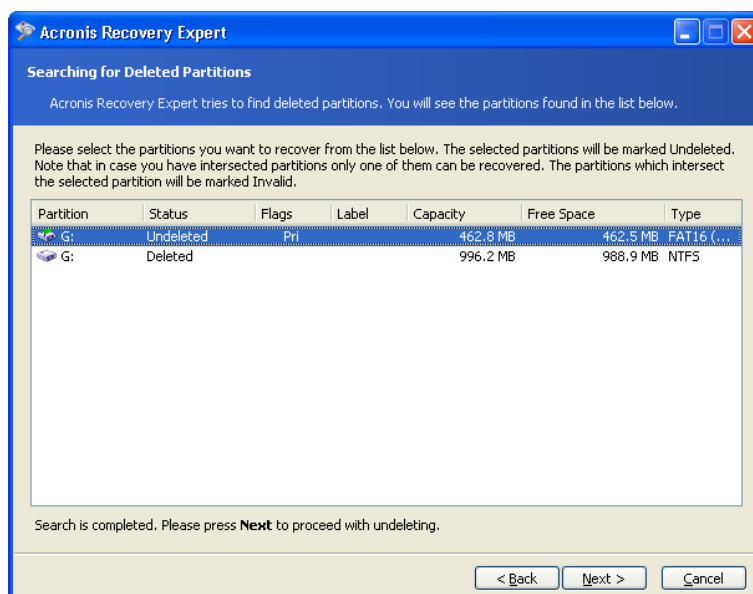 Acronis Recovery Expert
Searching for Deleted Partitions
Acronis Recovery Expert tries to find deleted partitions. You will see the partitions found in the list below.
Please select the partitions you want to recover from the list below. The selected partitions will be marked Undeleted.
Note that in case you have intersected partitions only one of them can be recovered. The partitions which intersect
the selected partition will be marked Invalid.
Partition Status Flags Label Capacity Free Space Type
G: Undeleted Pri 462.8 MB 462.5 MB FAT16 (...
G: Deleted 996.2 MB 988.9 MB NTFS
Search is completed. Please press Next to proceed with undeleting.
< Back Next > Cancel